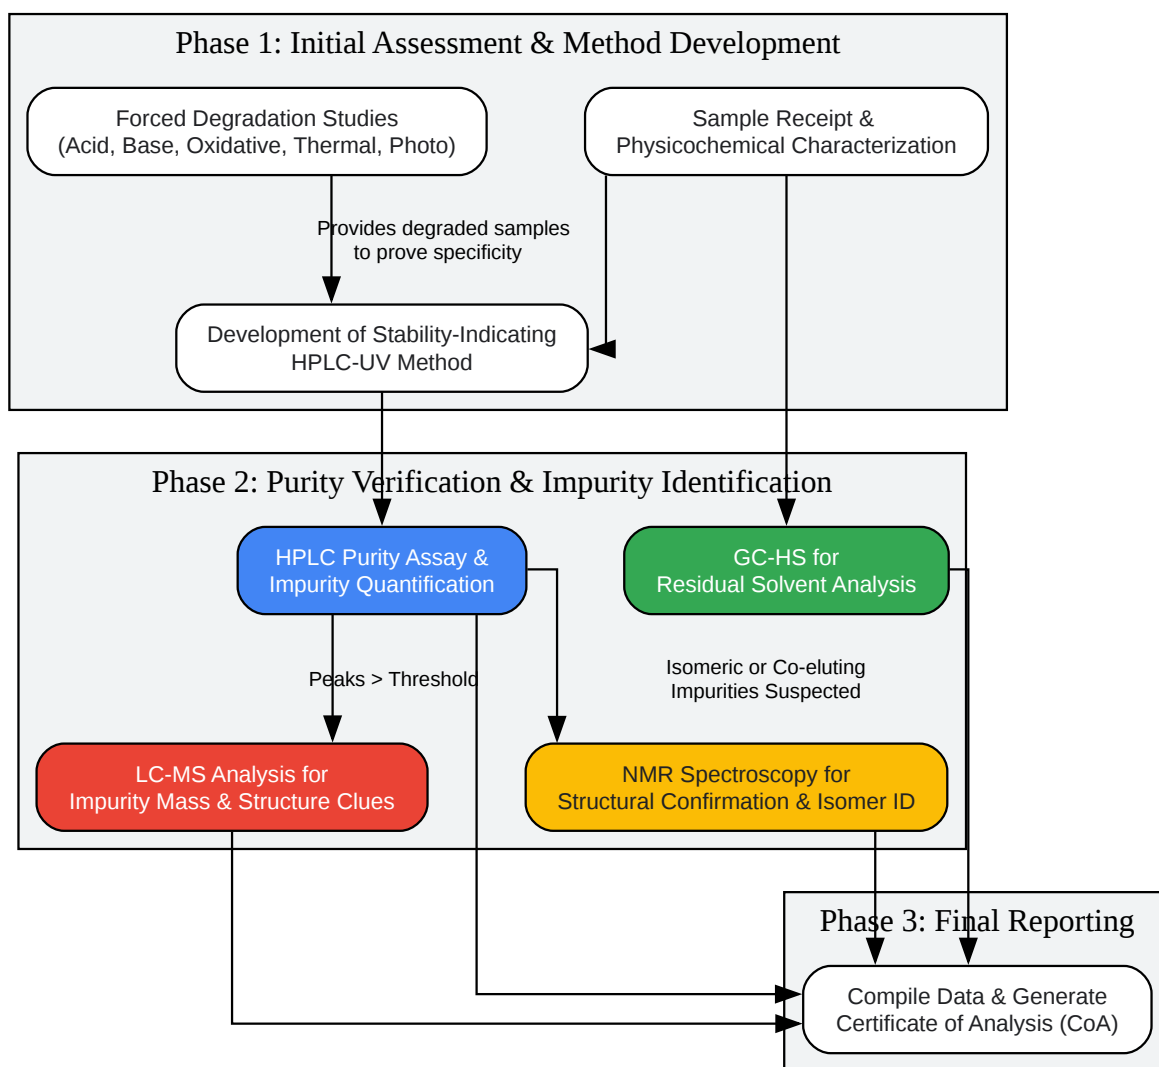 Phase 1: Initial Assessment & Method Development
Forced Degradation Studies
(Acid, Base, Oxidative, Thermal, Photo)
Sample Receipt &
Physicochemical Characterization
Provides degraded samples
to prove specificity
Development of Stability-Indicating
HPLC-UV Method
Phase 2: Purity Verification & Impurity Identification
HPLC Purity Assay &
Impurity Quantification
GC-HS for
Residual Solvent Analysis
Peaks > Threshold
Isomeric or Co-eluting
Impurities Suspected
LC-MS Analysis for
Impurity Mass & Structure Clues
NMR Spectroscopy for
Structural Confirmation & Isomer ID
Phase 3: Final Reporting
Compile Data & Generate
Certificate of Analysis (CoA)